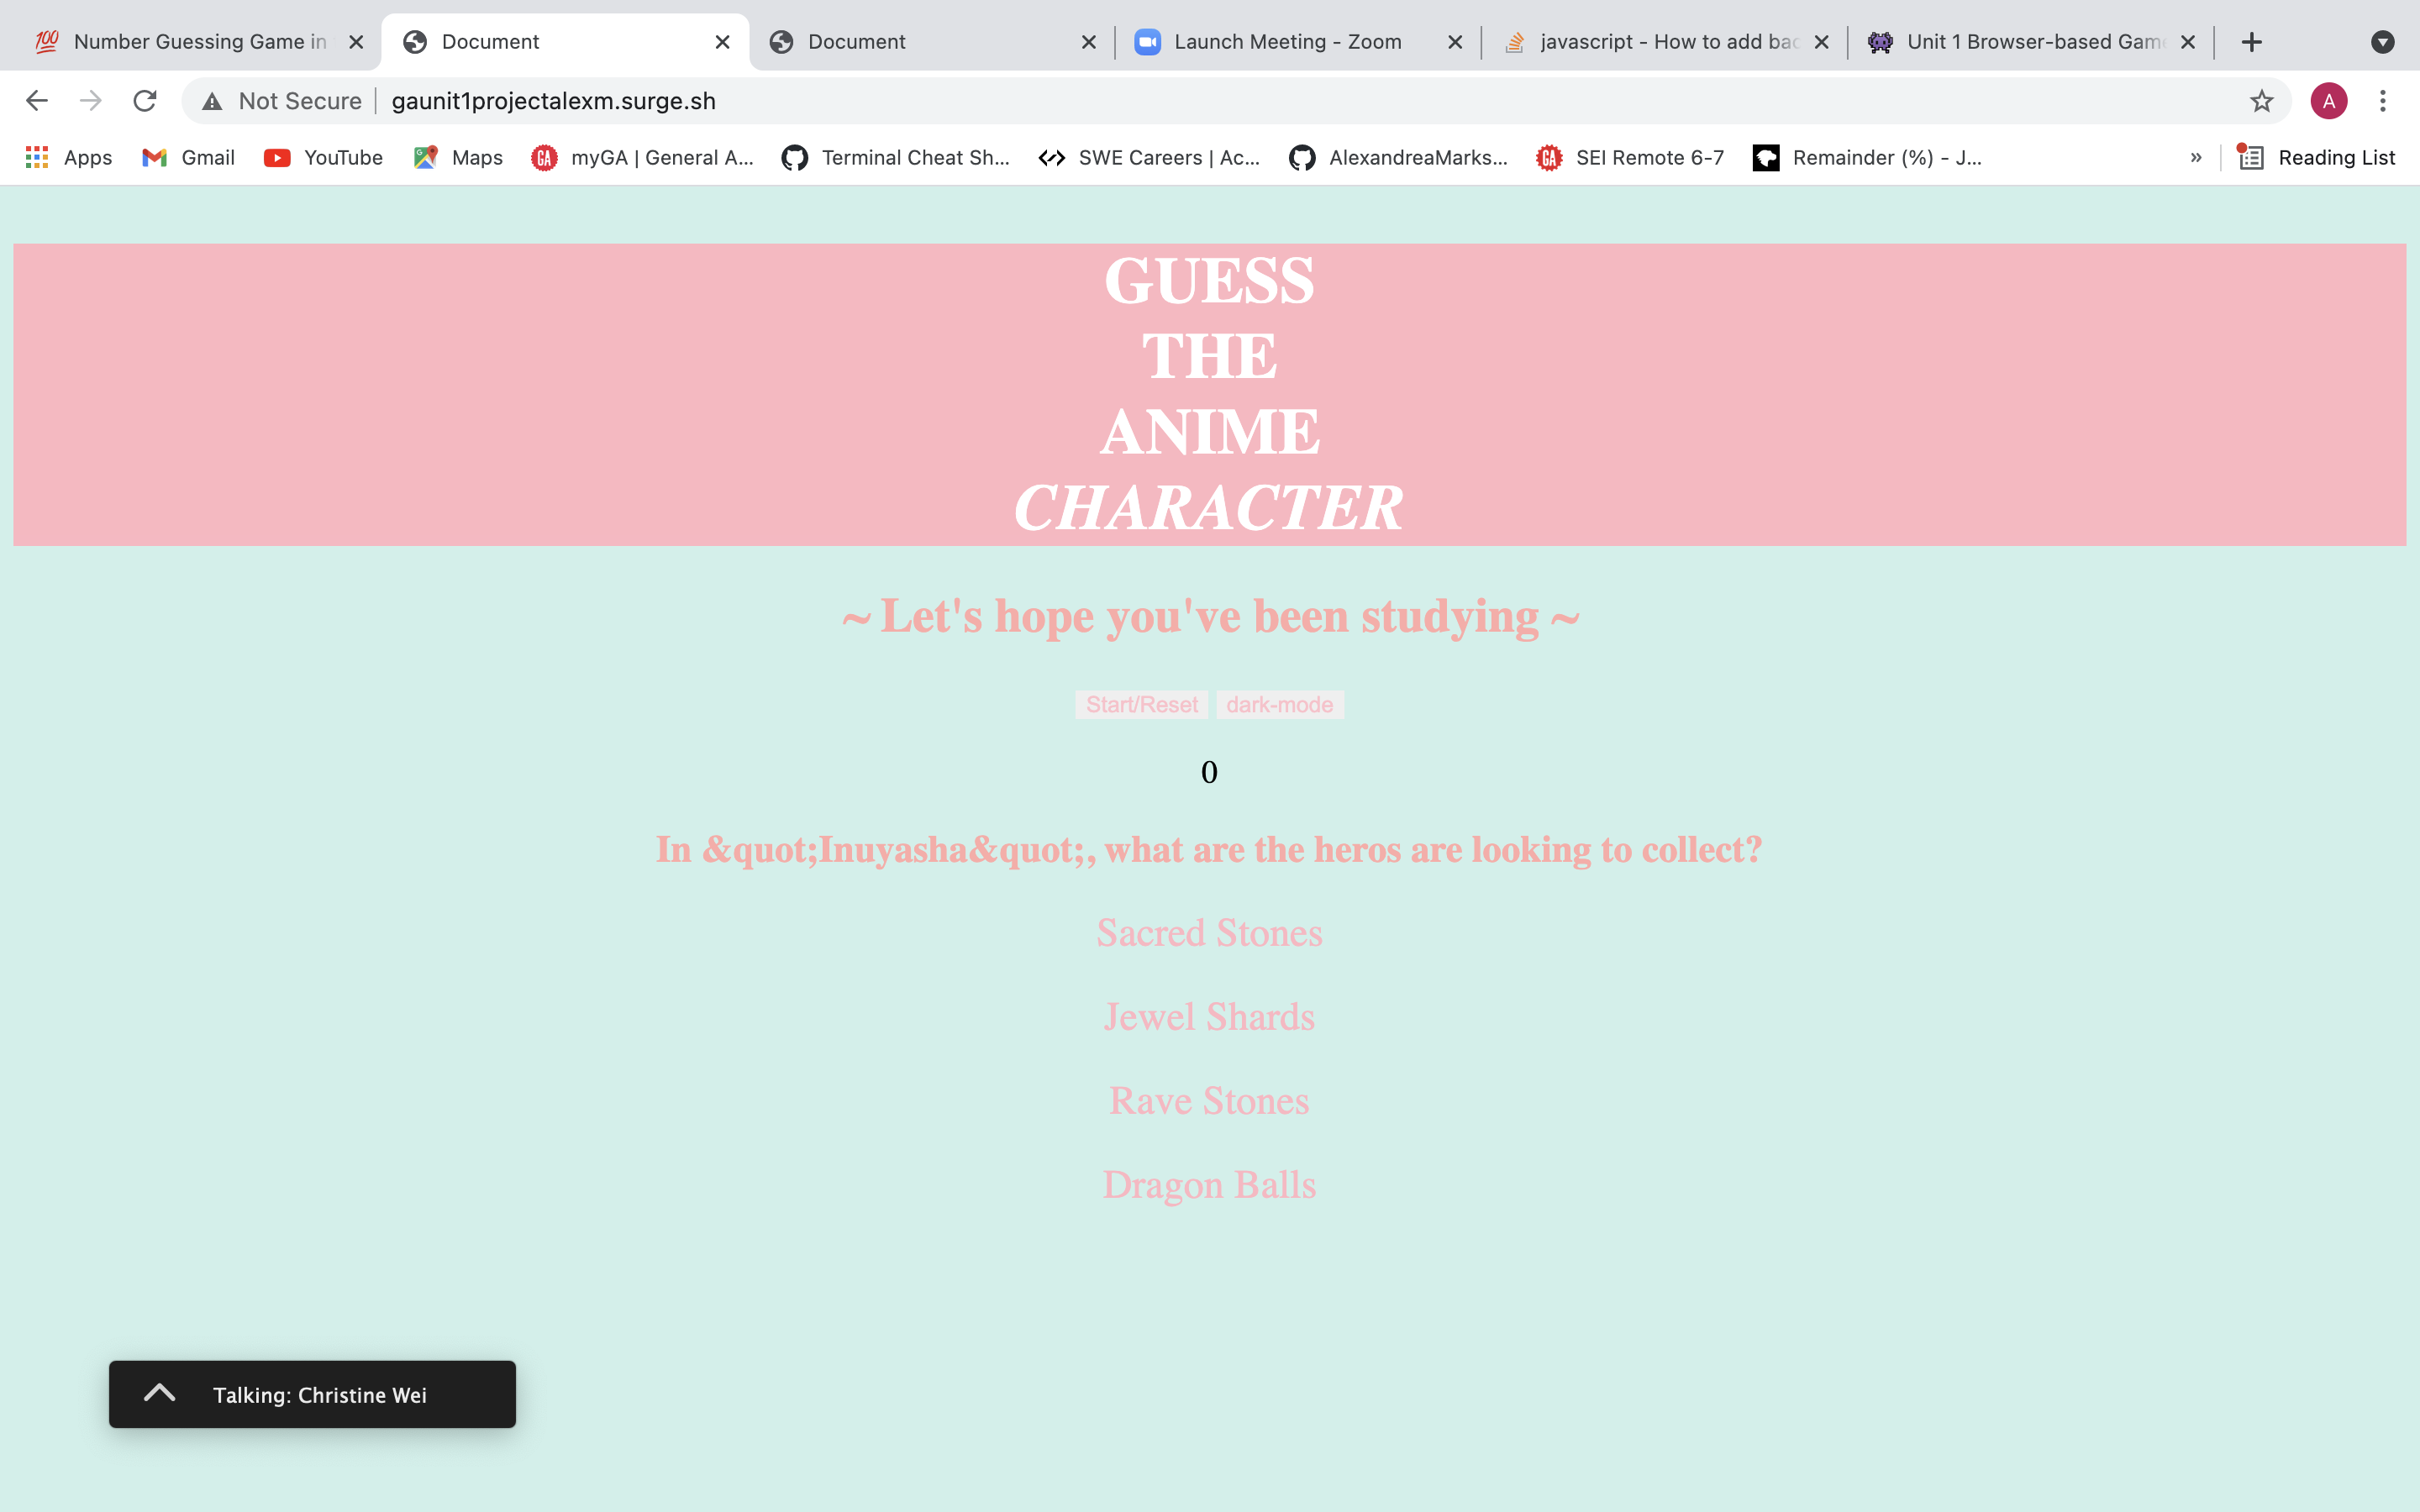 Number Guessing Game in
Document
Document
Launch Meeting - Zoom
javascript - How to add bac
Unit 1 Browser-based Game
Not Secure
gaunit1projectalexm.surge.sh
A
Apps
Gmail
YouTube
Maps
myGA | General A...
Terminal Cheat Sh...
SWE Careers | Ac...
AlexandreaMarks...
SEI Remote 6-7
Remainder (%) - J...
»
Reading List
GUESS
THE
ANIME
CHARACTER
~ Let's hope you've been studying ~
Start/Reset
dark-mode
0
In &quot;Inuyasha&quot;, what are the heros are looking to collect?
Sacred Stones
Jewel Shards
Rave Stones
Dragon Balls
Talking: Christine Wei